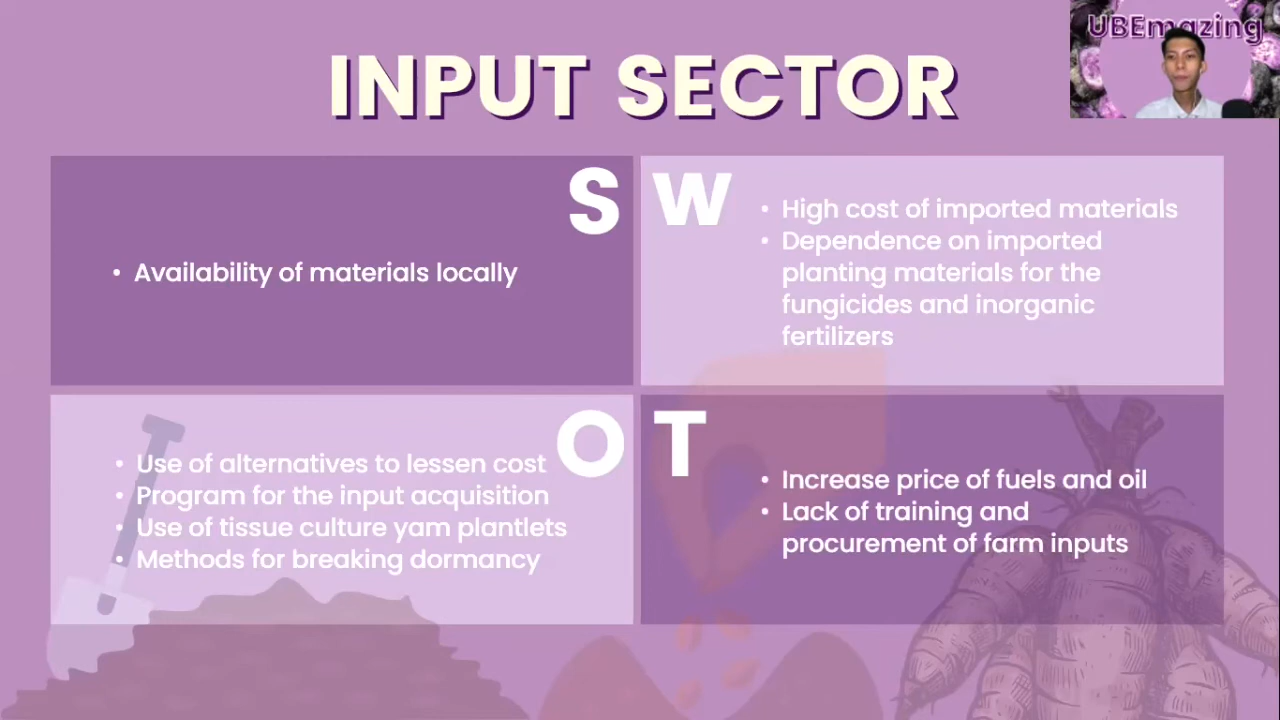 UBEmazing
INPUT SECTOR
S
• Availability of materials locally
W
• High cost of imported materials
• Dependence on imported
planting materials for the
fungicides and inorganic
fertilizers
O
• Use of alternatives to lessen cost
• Program for the input acquisition
• Use of tissue culture yam plantlets
• Methods for breaking dormancy
T
• Increase price of fuels and oil
• Lack of training and
procurement of farm inputs